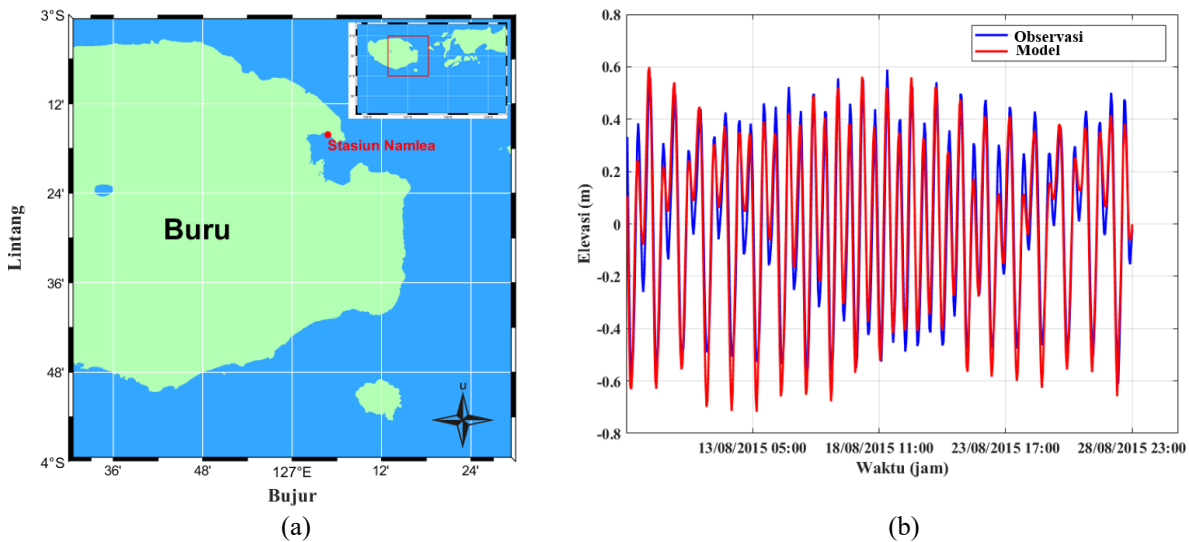 3°S
12'
24'
36'
48'
4°S
Lintang
36'
48'
127°E
12'
24'
Bujur
Stasiun Namlea
Buru
U
(a)
0.8
0.6
0.4
0.2
0
-0.2
-0.4
-0.6
-0.8
Elevasi (m)
Observasi
Model
13/08/2015 05:00
18/08/2015 11:00
23/08/2015 17:00
28/08/2015 23:00
Waktu (jam)
(b)